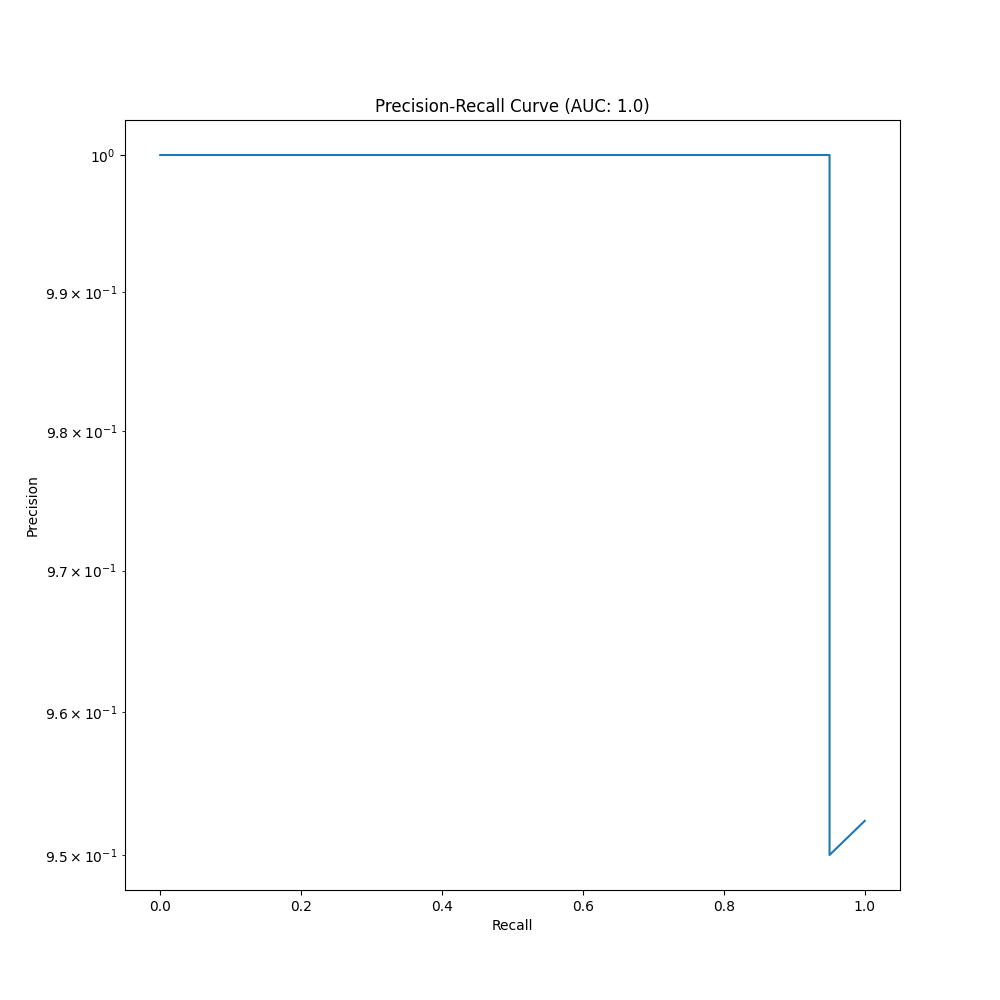 Precision-Recall Curve (AUC: 1.0)
10⁰
9.9 × 10⁻¹
9.8 × 10⁻¹
9.7 × 10⁻¹
9.6 × 10⁻¹
9.5 × 10⁻¹
Precision
0.0 0.2 0.4 0.6 0.8 1.0
Recall